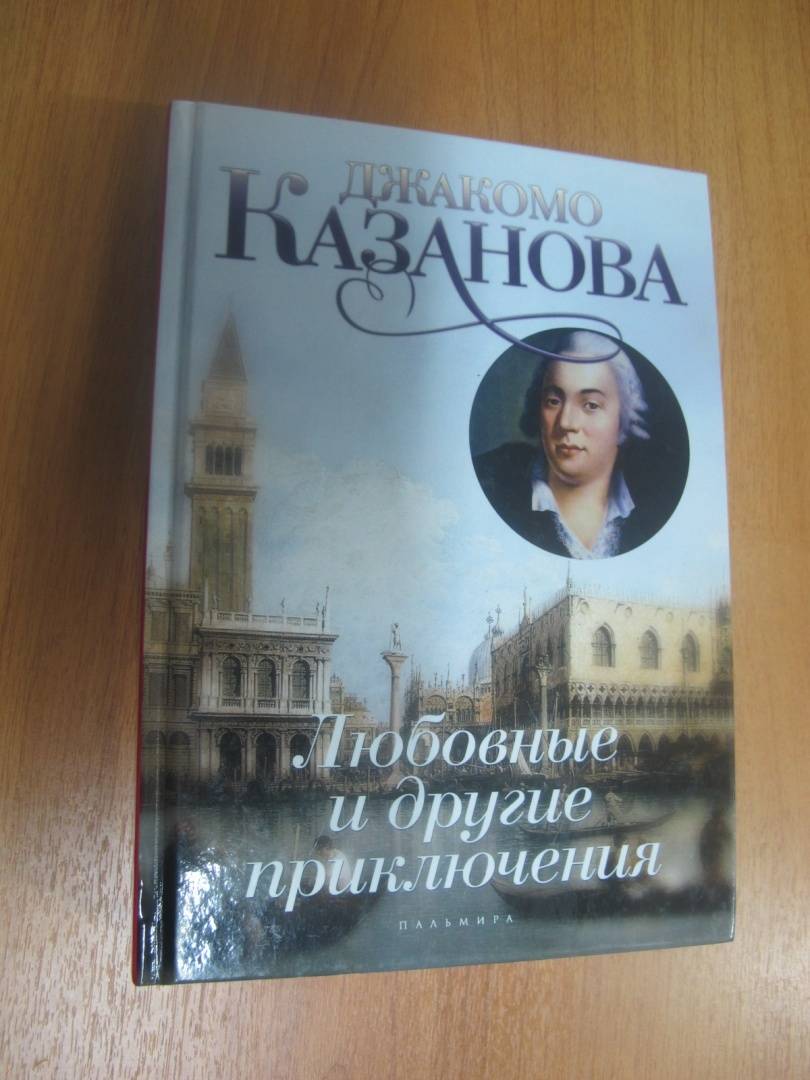 ДЖАКОМО
КАЗАНОВА
Любовные
и другие
приключения
ПАЛЬМИРА